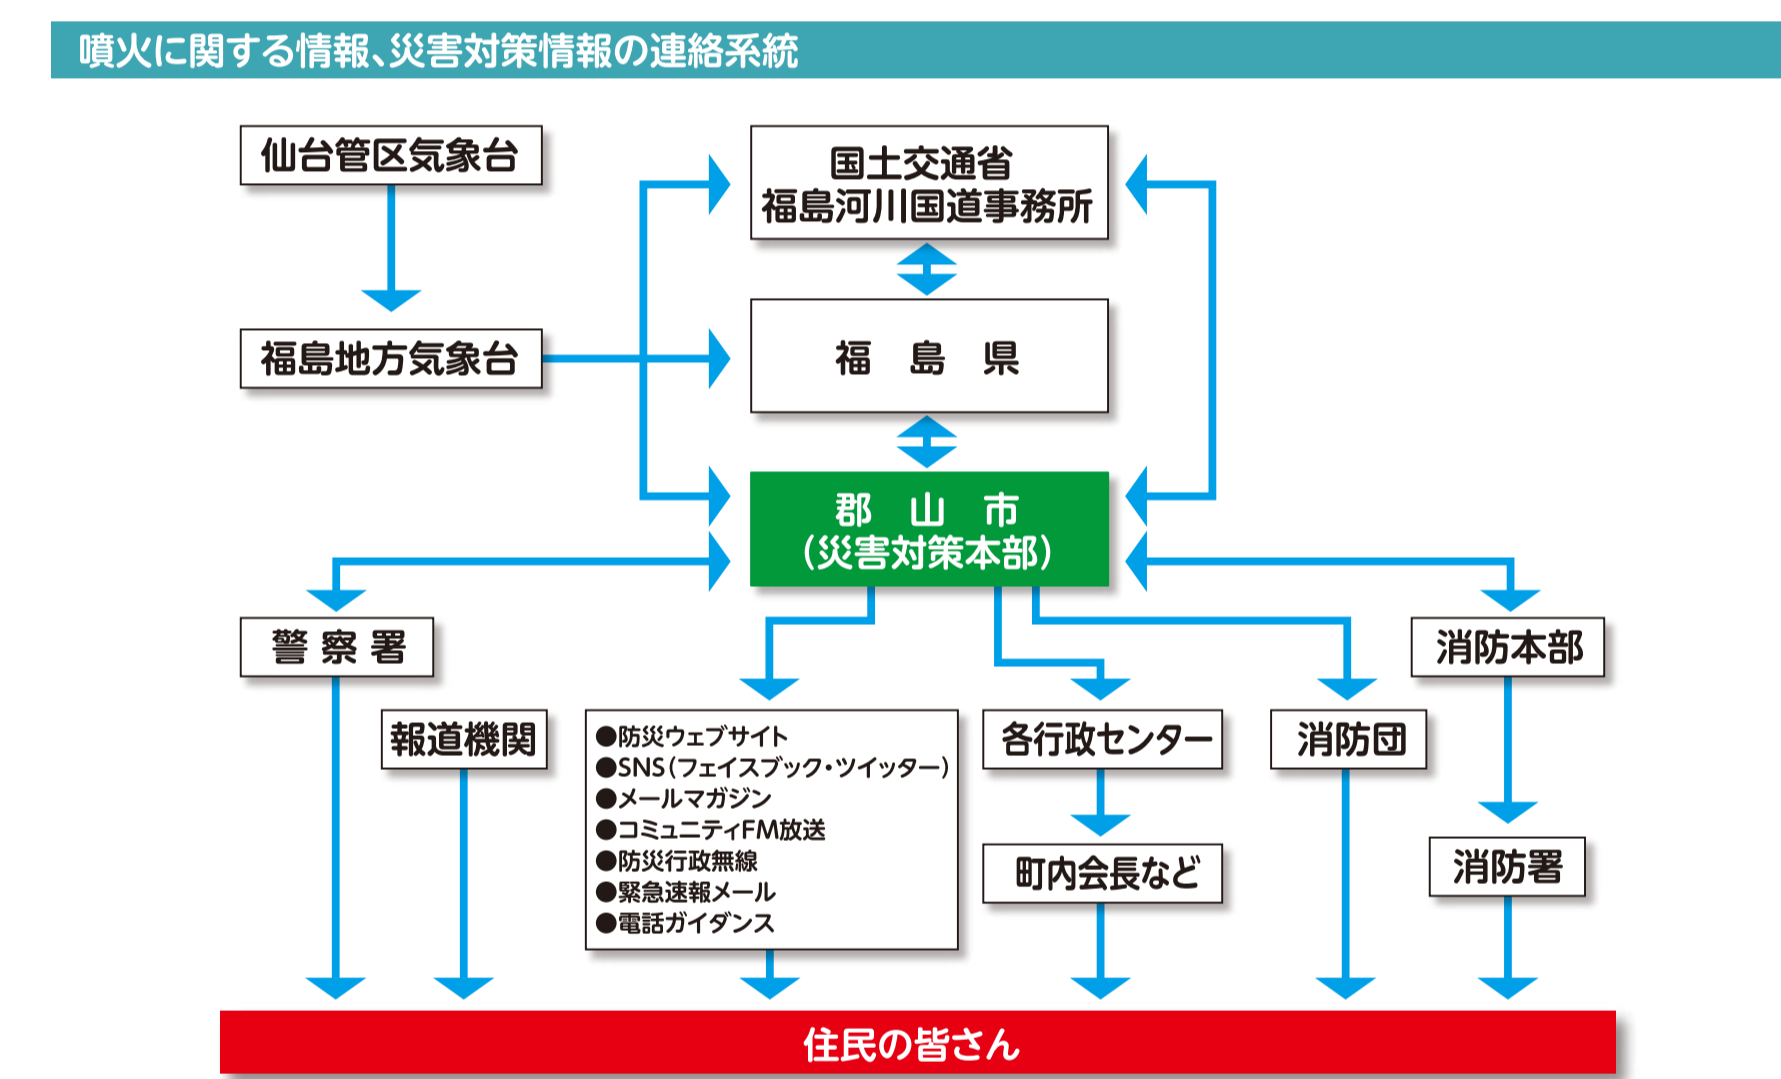 噴火に関する情報、災害対策情報の連絡系統
仙台管区気象台
国土交通省
福島河川国道事務所
福島地方気象台
福　島　県
郡　山　市
（災害対策本部）
警察署
消防本部
報道機関
●防災ウェブサイト
●SNS（フェイスブック・ツイッター）
●メールマガジン
●コミュニティFM放送
●防災行政無線
●緊急速報メール
●電話ガイダンス
各行政センター
消防団
町内会長など
消防署
住民の皆さん